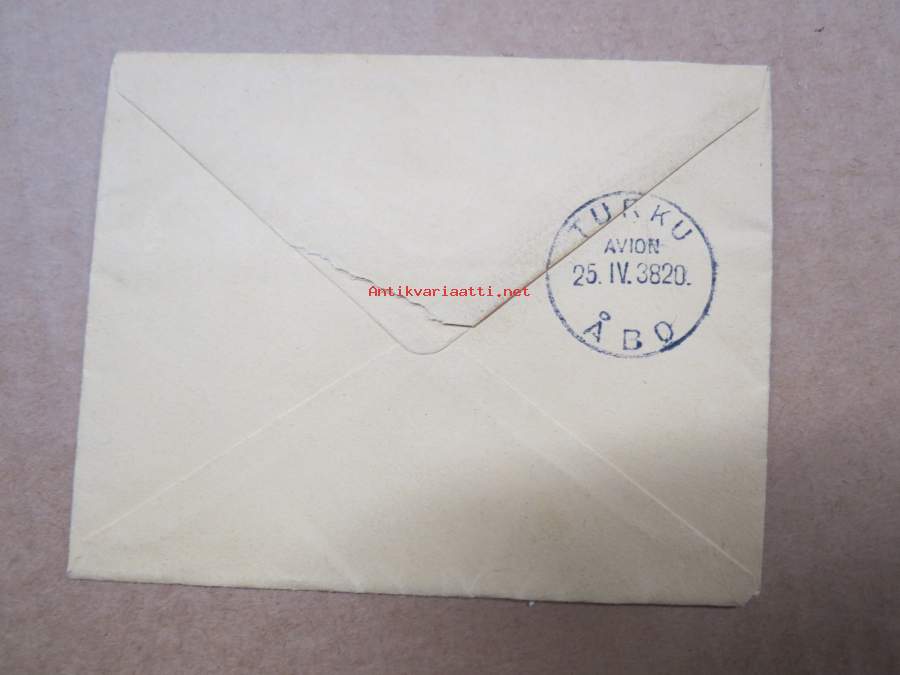 TURKU
AVION
25. IV. 3820.
ÅBO
Antikvariaatti.net